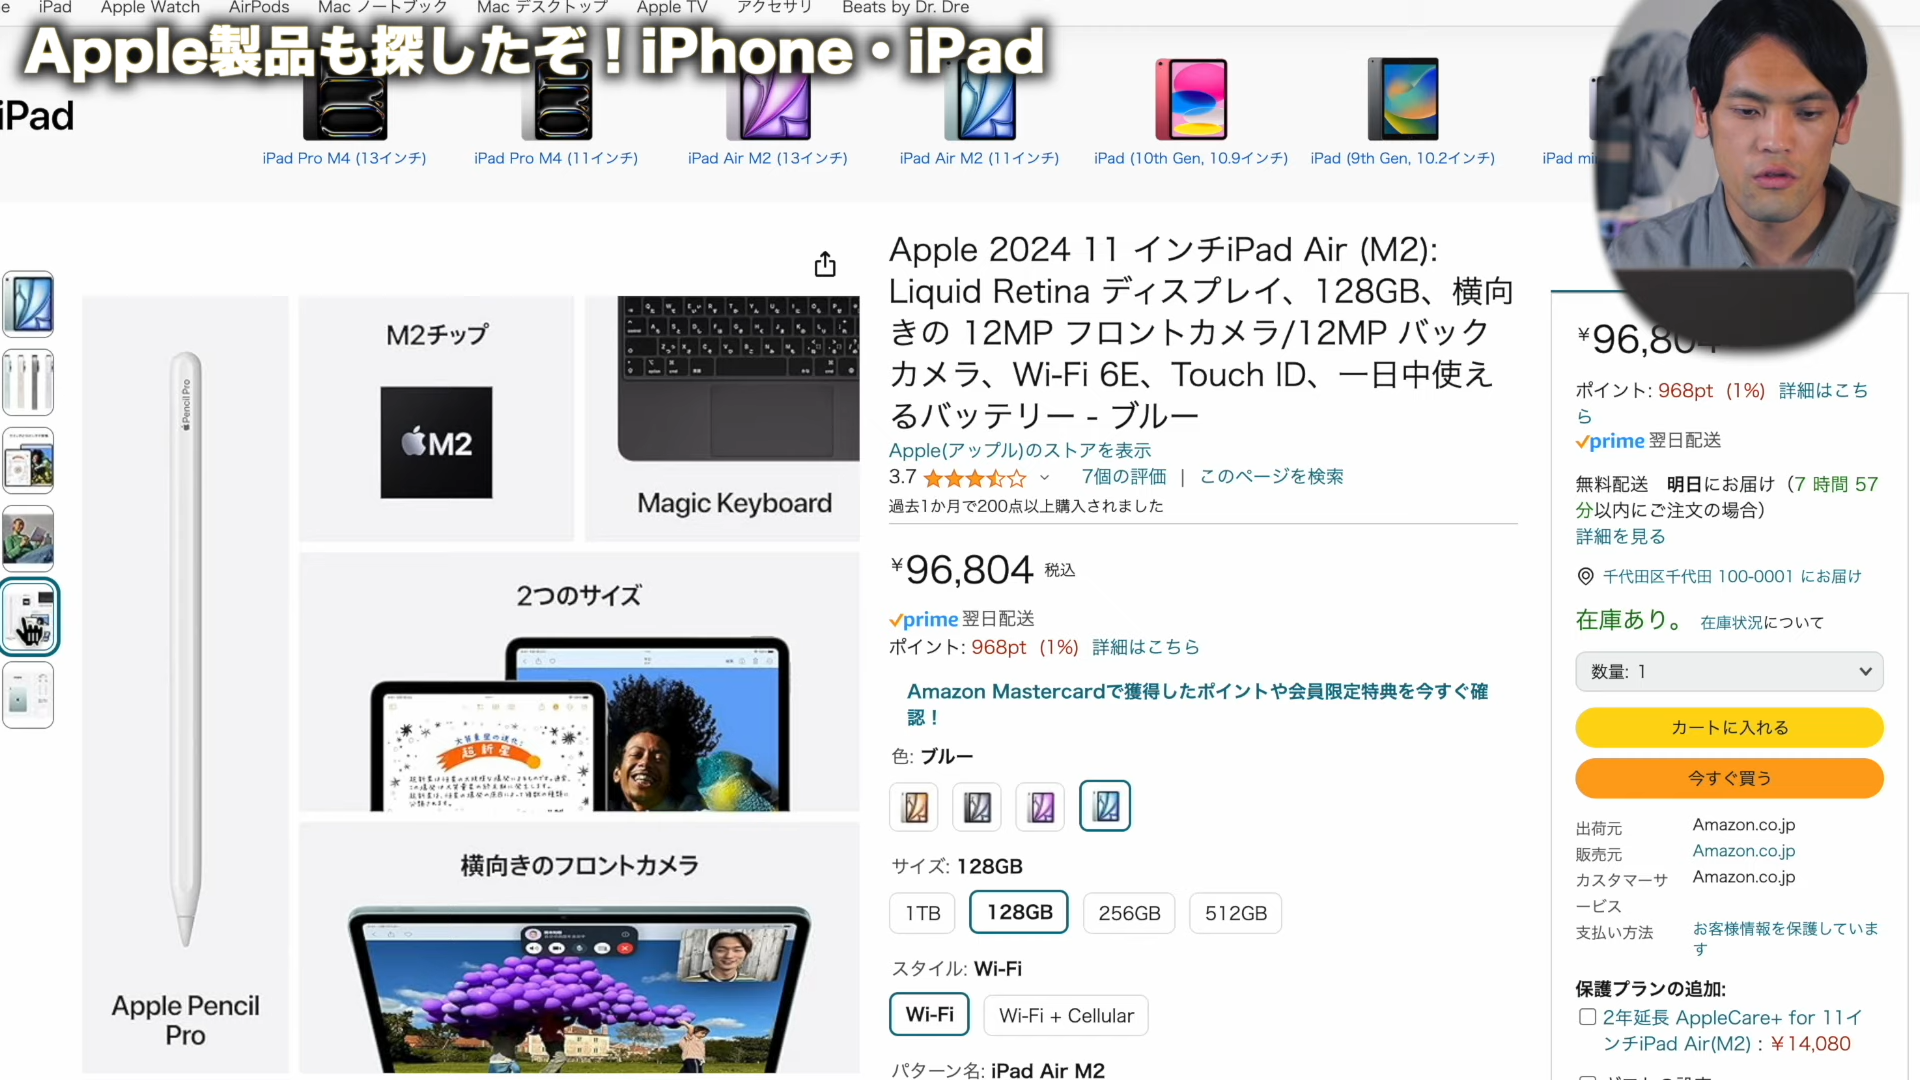 iPad
Apple Watch
AirPods
Mac ノートブック
Mac デスクトップ
Apple TV
アクセサリ
Beats by Dr. Dre
Apple製品も探したぞ！iPhone・iPad
iPad
iPad Pro M4 (13インチ)
iPad Pro M4 (11インチ)
iPad Air M2 (13インチ)
iPad Air M2 (11インチ)
iPad (10th Gen, 10.9インチ)
iPad (9th Gen, 10.2インチ)
iPad mi
Pencil Pro
Apple Pencil
Pro
M2チップ
M2
Magic Keyboard
2つのサイズ
超新星
横向きのフロントカメラ
Apple 2024 11 インチiPad Air (M2):
Liquid Retina ディスプレイ、128GB、横向
きの 12MP フロントカメラ/12MP バック
カメラ、Wi-Fi 6E、Touch ID、一日中使え
るバッテリー - ブルー
Apple(アップル)のストアを表示
3.7 7個の評価 | このページを検索
過去1か月で200点以上購入されました
¥96,804 税込
prime 翌日配送
ポイント: 968pt (1%) 詳細はこちら
Amazon Mastercardで獲得したポイントや会員限定特典を今すぐ確
認！
色: ブルー
サイズ: 128GB
1TB
128GB
256GB
512GB
スタイル: Wi-Fi
Wi-Fi
Wi-Fi + Cellular
パターン名: iPad Air M2
¥96,804
ポイント: 968pt (1%) 詳細はこち
ら
prime 翌日配送
無料配送 明日にお届け（7 時間 57
分以内にご注文の場合）
詳細を見る
千代田区千代田 100-0001 にお届け
在庫あり。 在庫状況について
数量: 1
カートに入れる
今すぐ買う
出荷元 Amazon.co.jp
販売元 Amazon.co.jp
カスタマーサ Amazon.co.jp
ービス
支払い方法 お客様情報を保護していま
す
保護プランの追加:
2年延長 AppleCare+ for 11イ
ンチiPad Air(M2) : ￥14,080